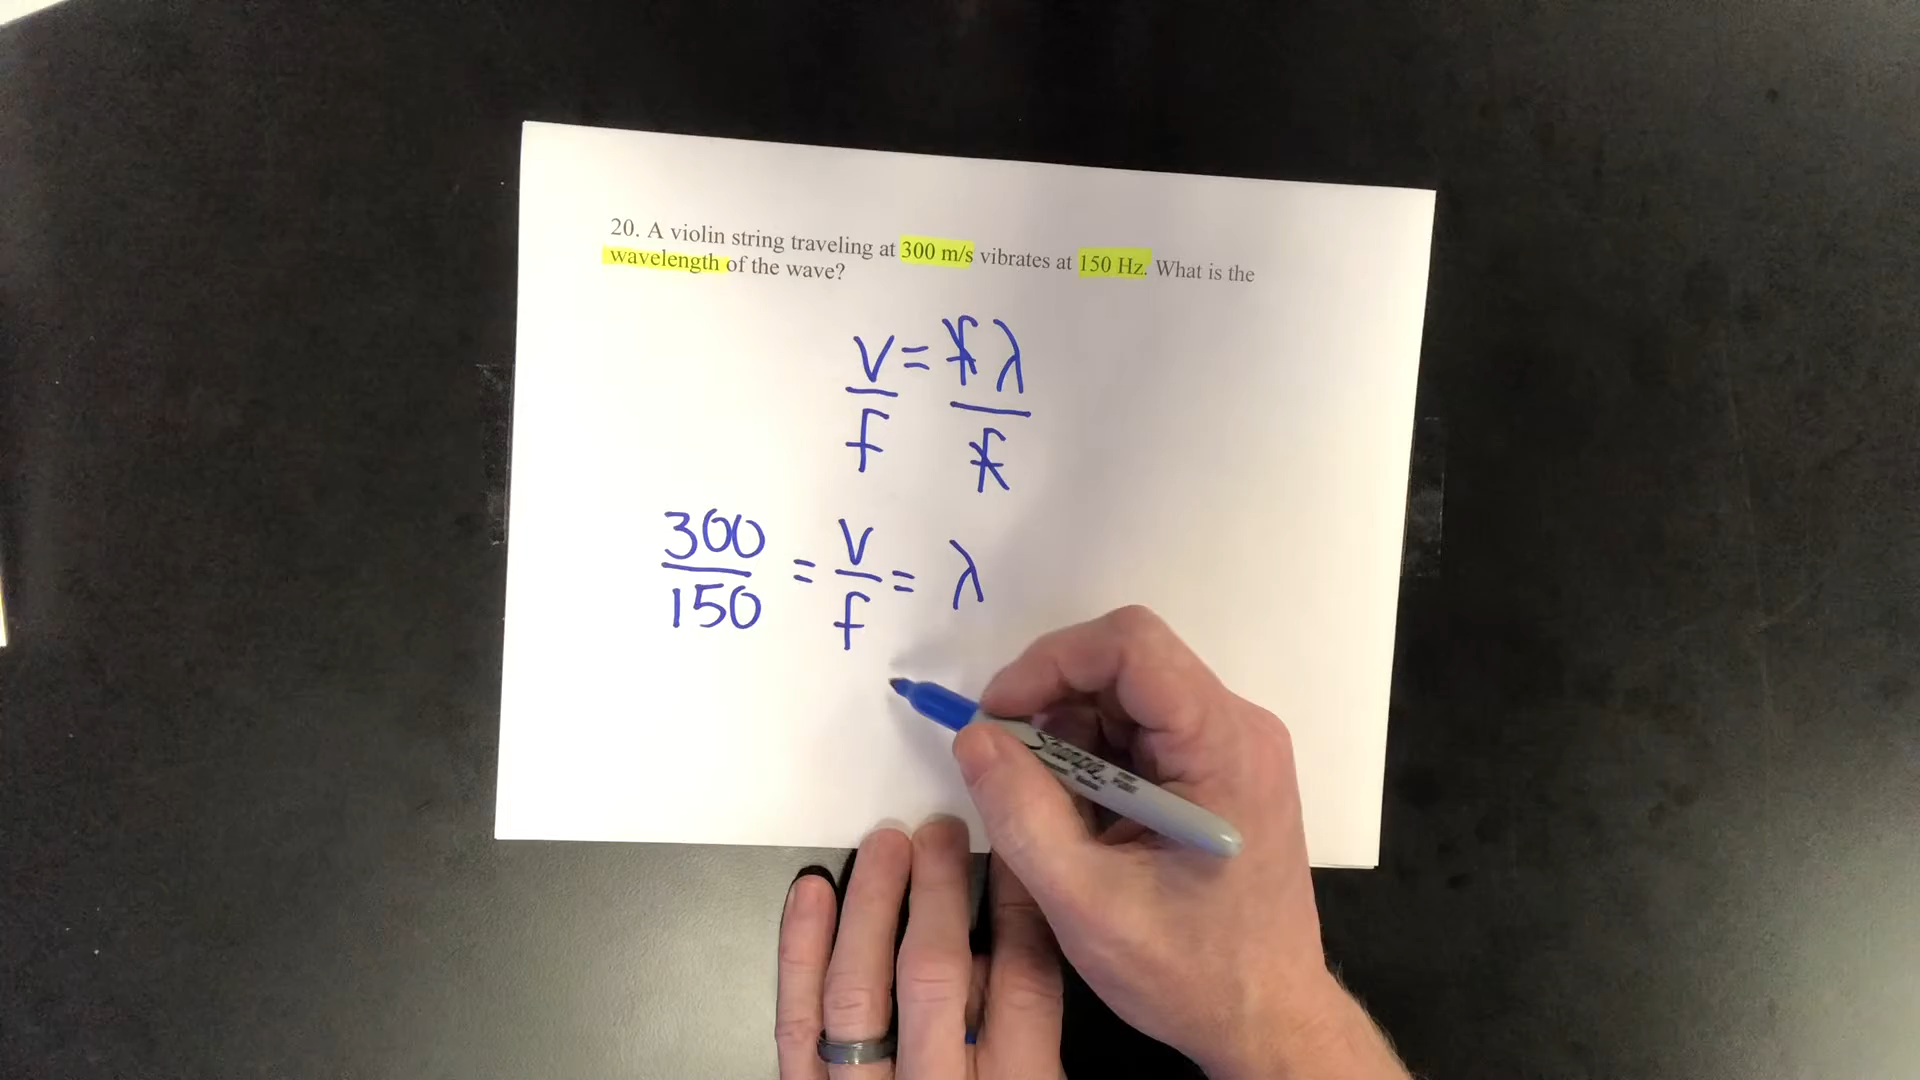 20. A violin string traveling at 300 m/s vibrates at 150 Hz. What is the
wavelength of the wave?
v = f λ
f f
300 = v = λ
150 f
Sharpie